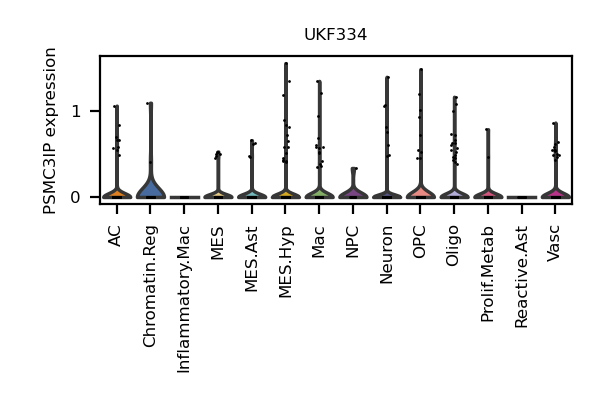 UKF334
PSMC3IP expression
1
0
AC
Chromatin.Reg
Inflammatory.Mac
MES
MES.Ast
MES.Hyp
Mac
NPC
Neuron
OPC
Oligo
Prolif.Metab
Reactive.Ast
Vasc